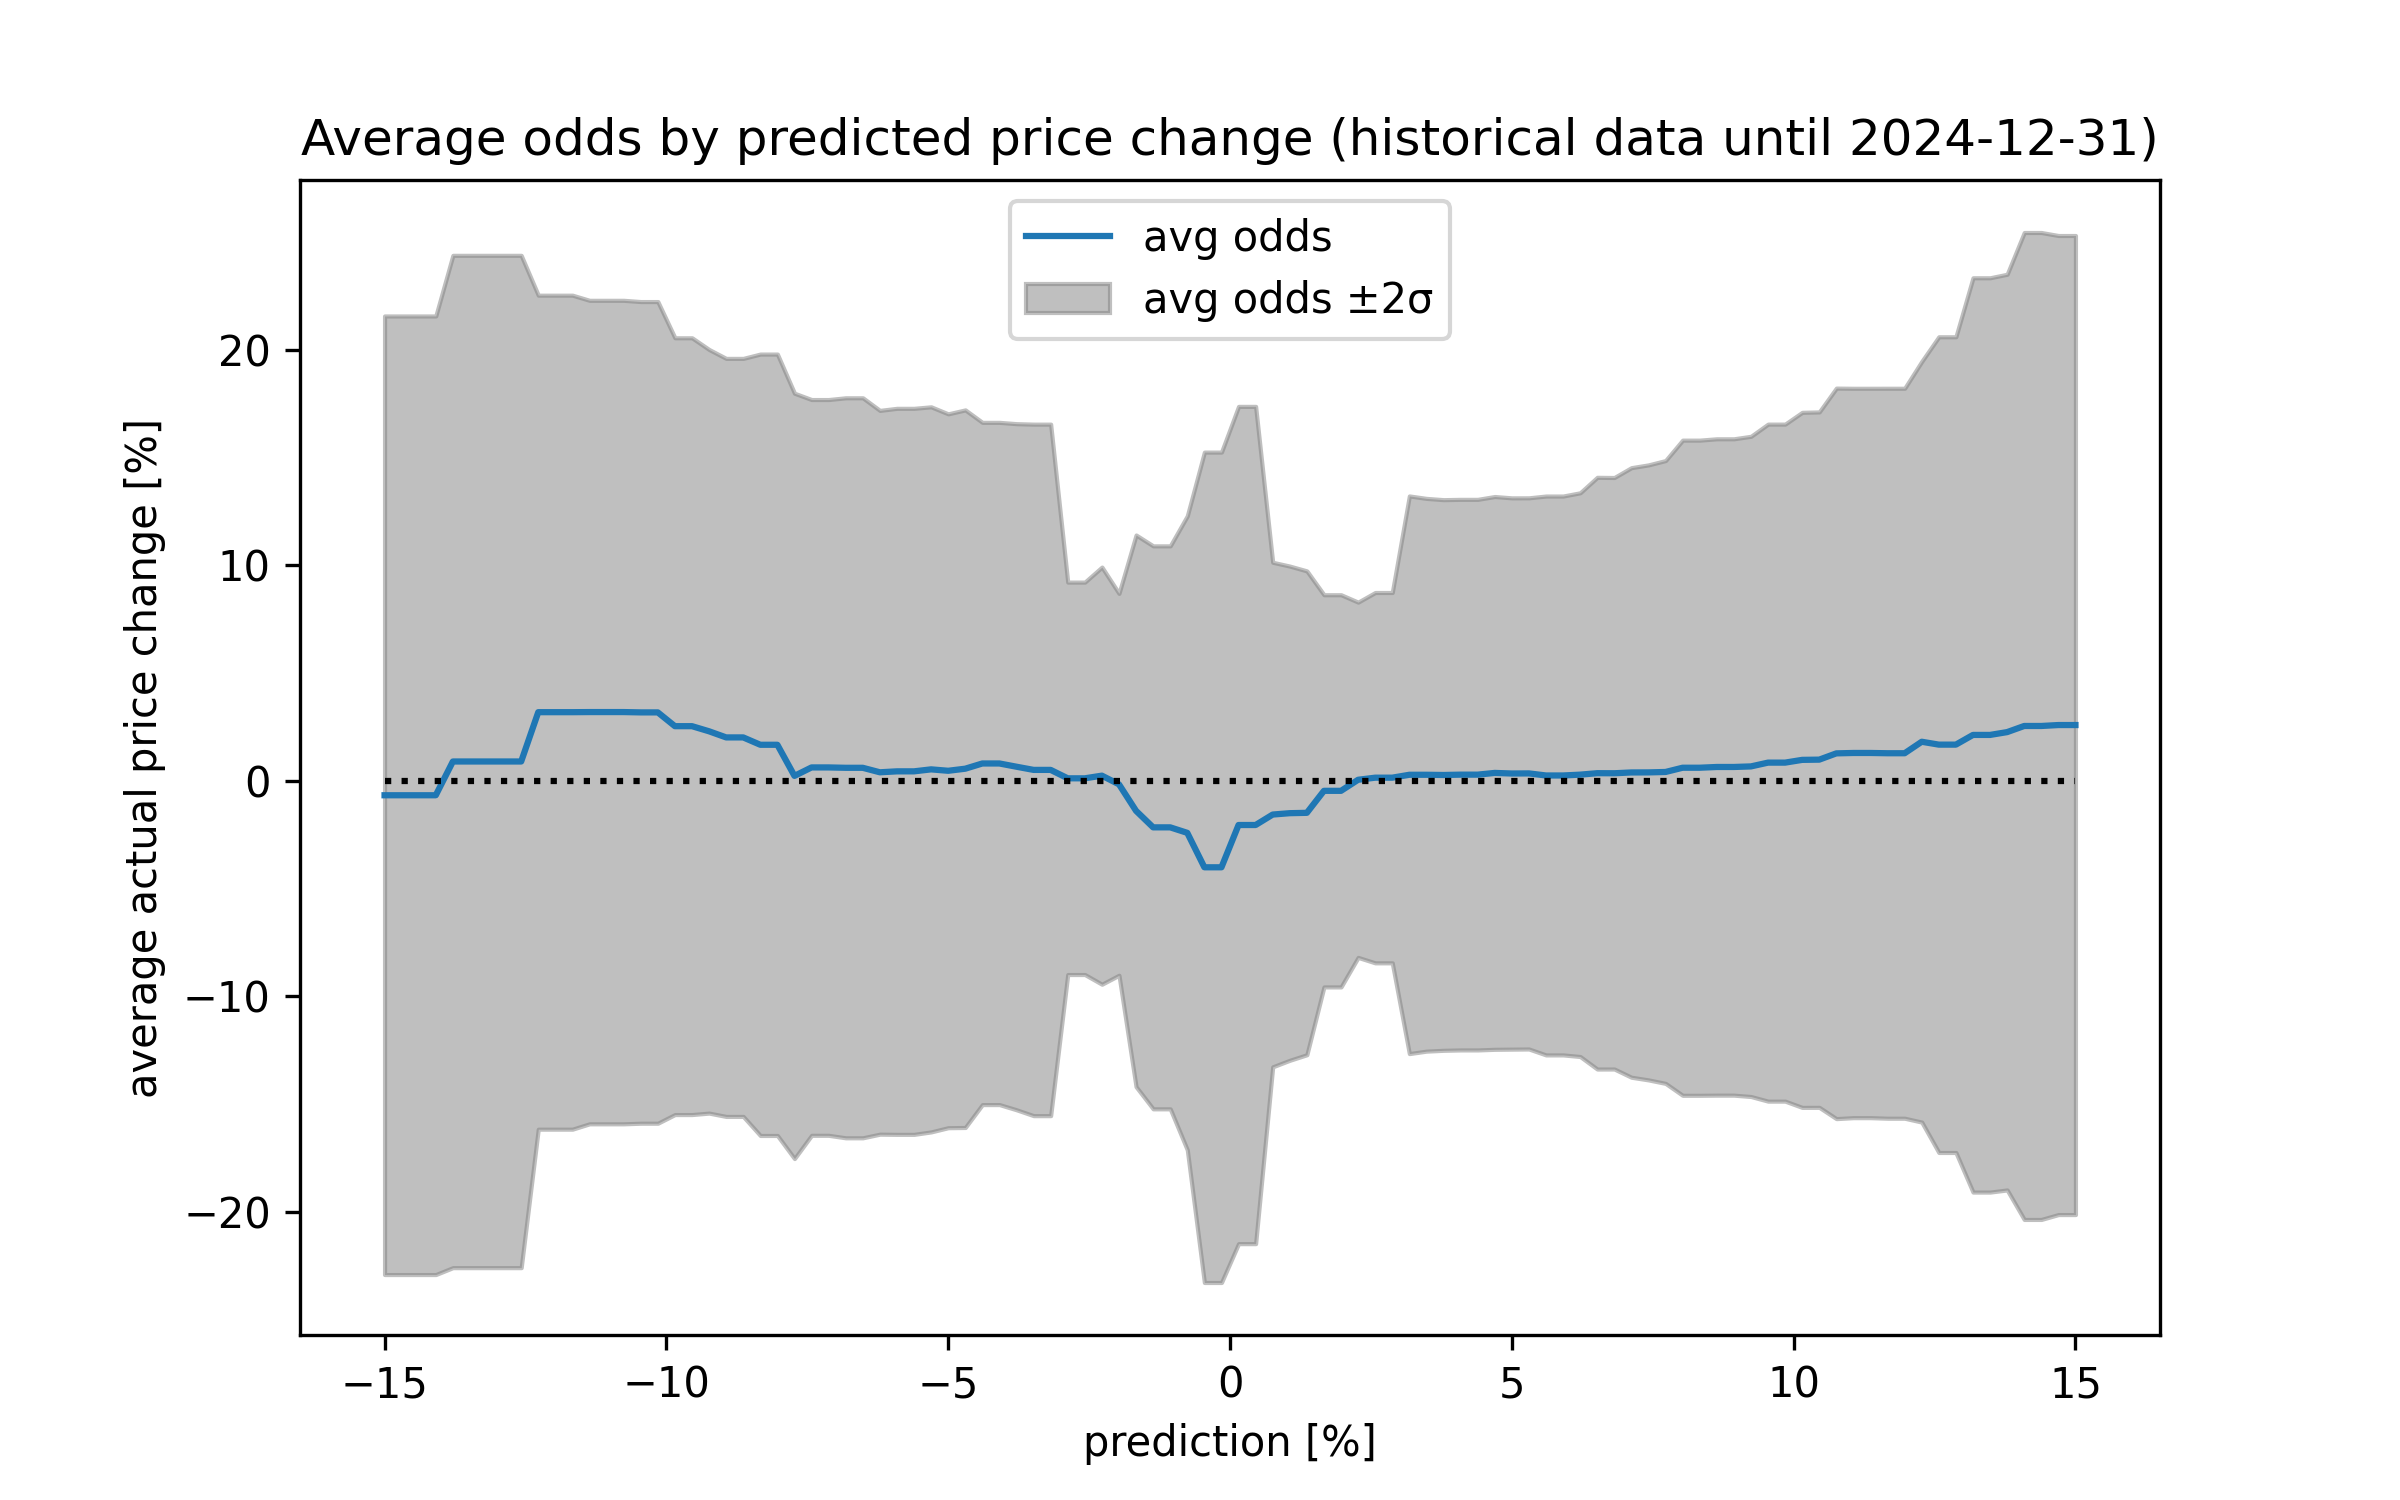 Average odds by predicted price change (historical data until 2024-12-31)
avg odds
avg odds ±2σ
average actual price change [%]
20
10
0
−10
−20
−15
−10
−5
0
5
10
15
prediction [%]